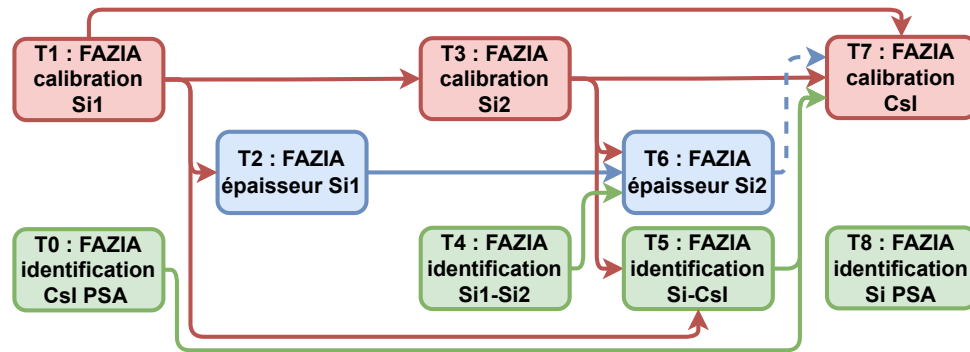 T1 : FAZIA
calibration
Si1
T3 : FAZIA
calibration
Si2
T7 : FAZIA
calibration
CsI
T2 : FAZIA
épaisseur Si1
T6 : FAZIA
épaisseur Si2
T0 : FAZIA
identification
CsI PSA
T4 : FAZIA
identification
Si1-Si2
T5 : FAZIA
identification
Si-CsI
T8 : FAZIA
identification
Si PSA